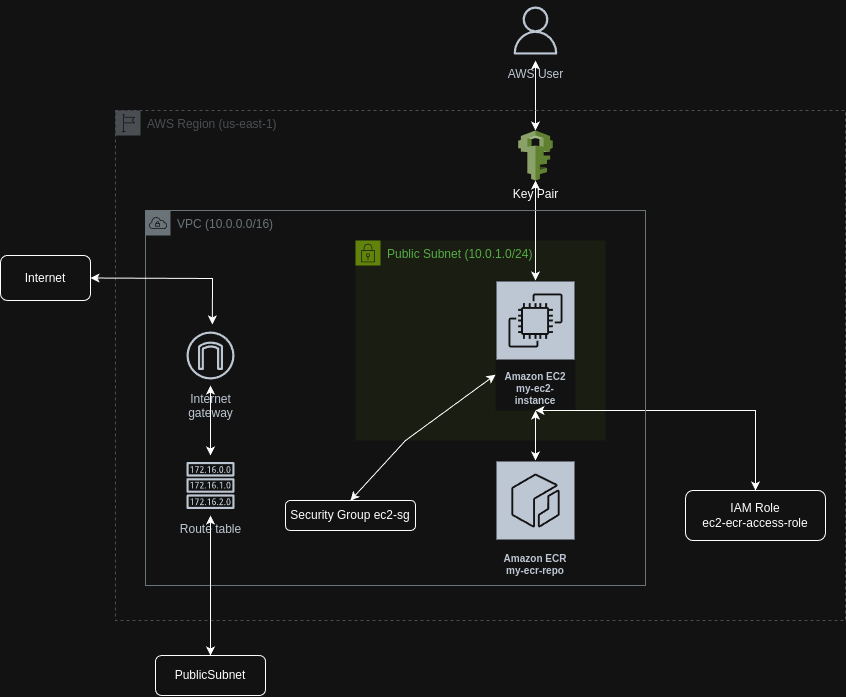 AWS User
AWS Region (us-east-1)
Key Pair
VPC (10.0.0.0/16)
Public Subnet (10.0.1.0/24)
Internet
Internet
gateway
Amazon EC2
my-ec2-
instance
172.16.0.0
172.16.1.0
172.16.2.0
Route table
Security Group ec2-sg
IAM Role
ec2-ecr-access-role
Amazon ECR
my-ecr-repo
PublicSubnet